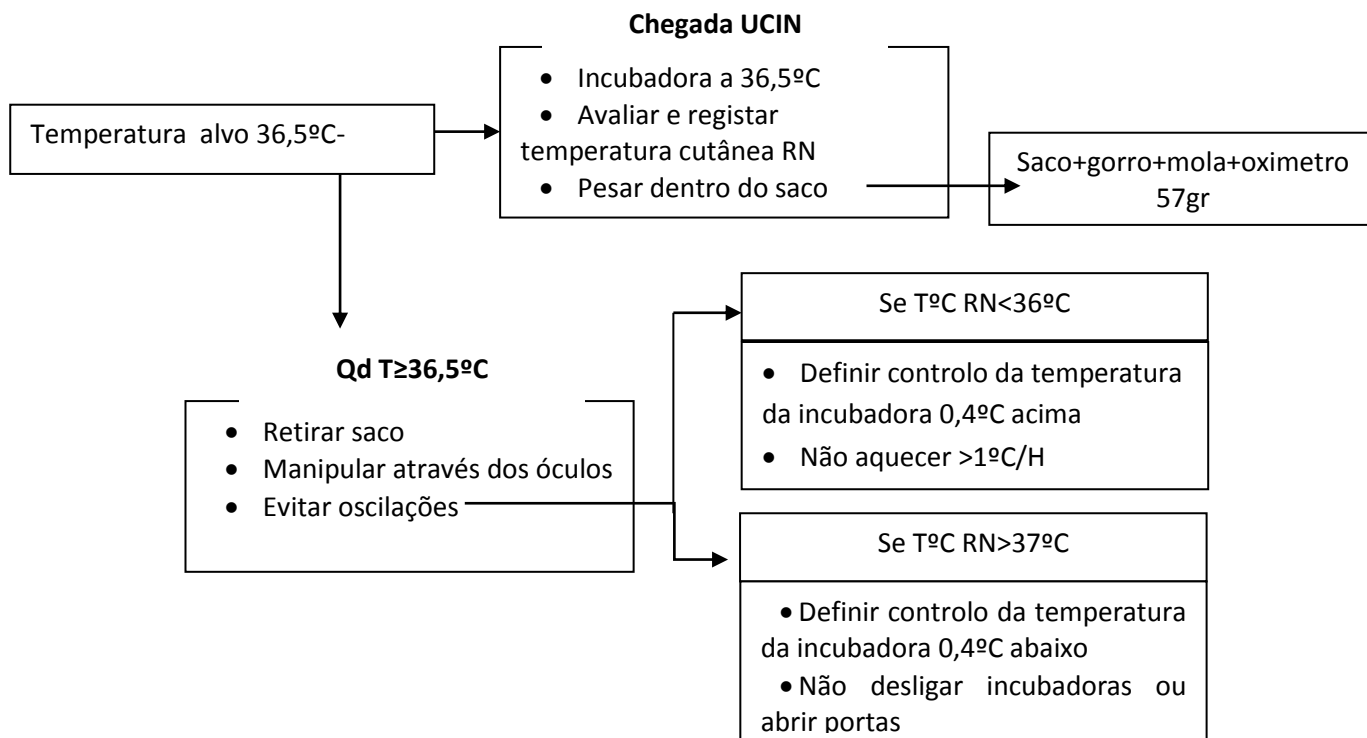 Chegada UCIN
• Incubadora a 36,5ºC
• Avaliar e registar
temperatura cutânea RN
• Pesar dentro do saco
Temperatura alvo 36,5ºC-
Saco+gorro+mola+oximetro
57gr
Qd T≥36,5ºC
• Retirar saco
• Manipular através dos óculos
• Evitar oscilações
Se TºC RN<36ºC
• Definir controlo da temperatura
da incubadora 0,4ºC acima
• Não aquecer >1ºC/H
Se TºC RN>37ºC
• Definir controlo da temperatura
da incubadora 0,4ºC abaixo
• Não desligar incubadoras ou
abrir portas